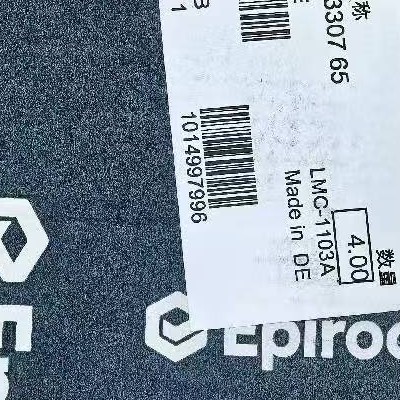 称
3307 65
1014997996
LMC-1103A
Made in DE
数量
4.00
Epiroc